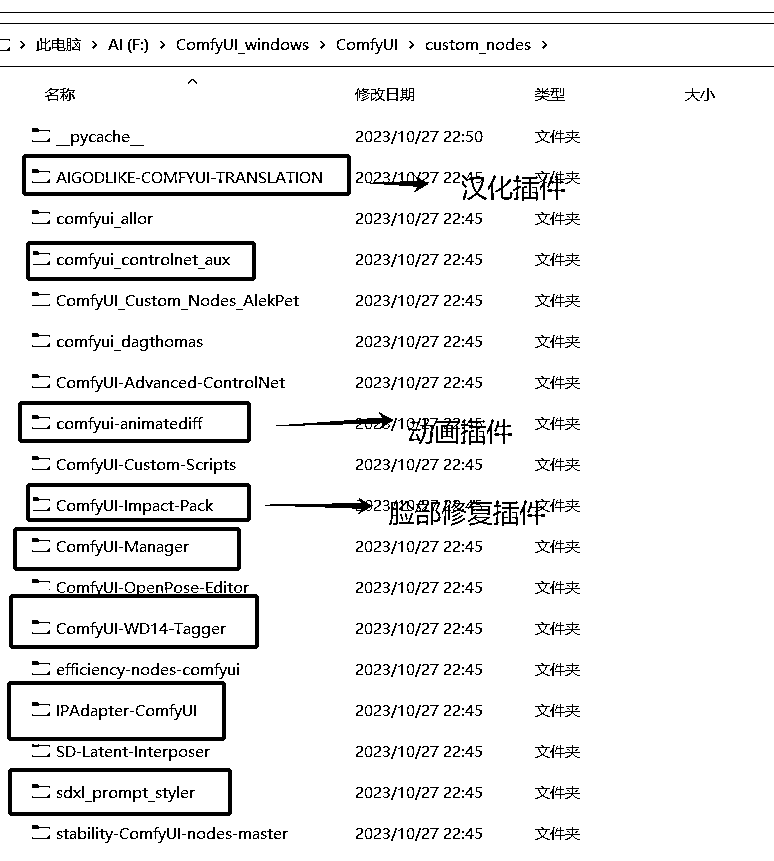 此电脑 > AI (F:) > ComfyUI_windows > ComfyUI > custom_nodes >
名称 修改日期 类型 大小
__pycache__ 2023/10/27 22:50 文件夹
AIGODLIKE-COMFYUI-TRANSLATION 2023/10/27 22:45 文件夹
汉化插件
comfyui_allor 2023/10/27 22:45 文件夹
comfyui_controlnet_aux 2023/10/27 22:45 文件夹
ComfyUI_Custom_Nodes_AlekPet 2023/10/27 22:45 文件夹
comfyui_dagthomas 2023/10/27 22:45 文件夹
ComfyUI-Advanced-ControlNet 2023/10/27 22:45 文件夹
comfyui-animatediff 2023/10/27 22:45 文件夹
动画插件
ComfyUI-Custom-Scripts 2023/10/27 22:45 文件夹
ComfyUI-Impact-Pack 2023/10/27 22:45 文件夹
脸部修复插件
ComfyUI-Manager 2023/10/27 22:45 文件夹
ComfyUI-OpenPose-Editor 2023/10/27 22:45 文件夹
ComfyUI-WD14-Tagger 2023/10/27 22:45 文件夹
efficiency-nodes-comfyui 2023/10/27 22:45 文件夹
IPAdapter-ComfyUI 2023/10/27 22:45 文件夹
SD-Latent-Interposer 2023/10/27 22:45 文件夹
sdxl_prompt_styler 2023/10/27 22:45 文件夹
stability-ComfyUI-nodes-master 2023/10/27 22:45 文件夹